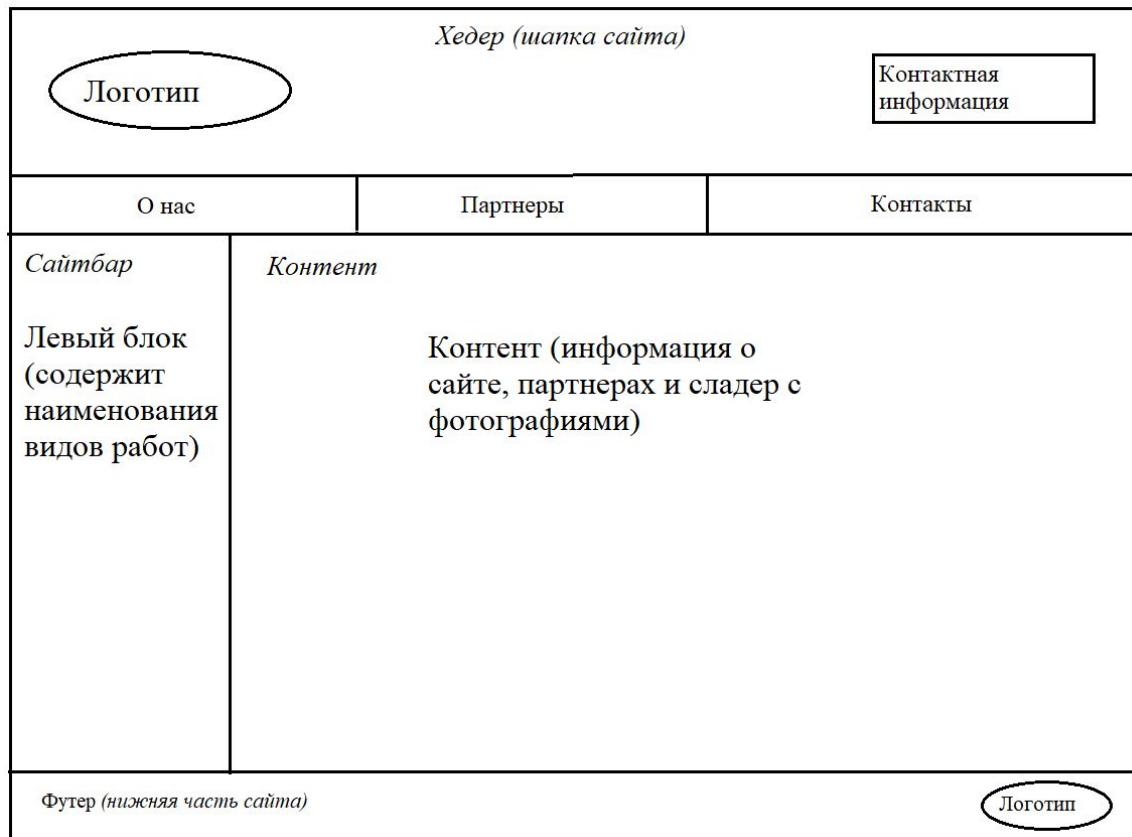 Хедер (шапка сайта)
Логотип
Контактная
информация
О нас
Партнеры
Контакты
Сайтбар
Левый блок
(содержит
наименования
видов работ)
Контент
Контент (информация о
сайте, партнерах и сладер с
фотографиями)
Футер (нижняя часть сайта)
Логотип